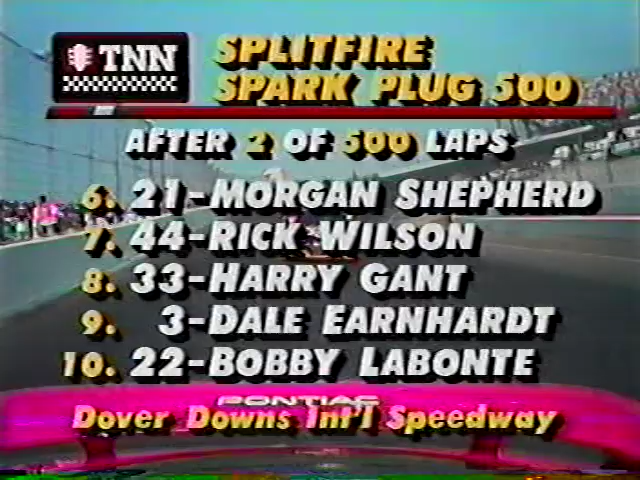 TNN
SPLITFIRE
SPARK PLUG 500
AFTER 2 OF 500 LAPS
6. 21-MORGAN SHEPHERD
7. 44-RICK WILSON
8. 33-HARRY GANT
9. 3-DALE EARNHARDT
10. 22-BOBBY LABONTE
PONTIAC
Dover Downs Int'l Speedway